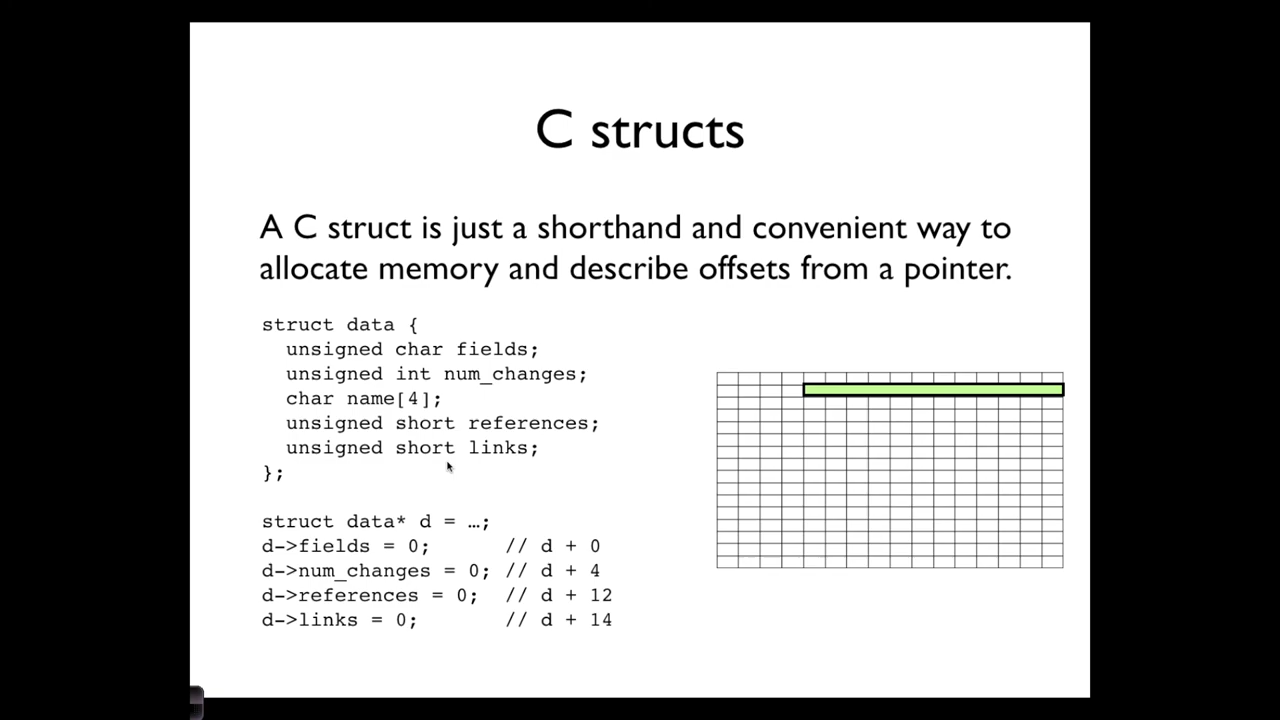 C structs
A C struct is just a shorthand and convenient way to
allocate memory and describe offsets from a pointer.
struct data {
  unsigned char fields;
  unsigned int num_changes;
  char name[4];
  unsigned short references;
  unsigned short links;
};
struct data* d = …;
d->fields = 0;      // d + 0
d->num_changes = 0; // d + 4
d->references = 0;  // d + 12
d->links = 0;       // d + 14